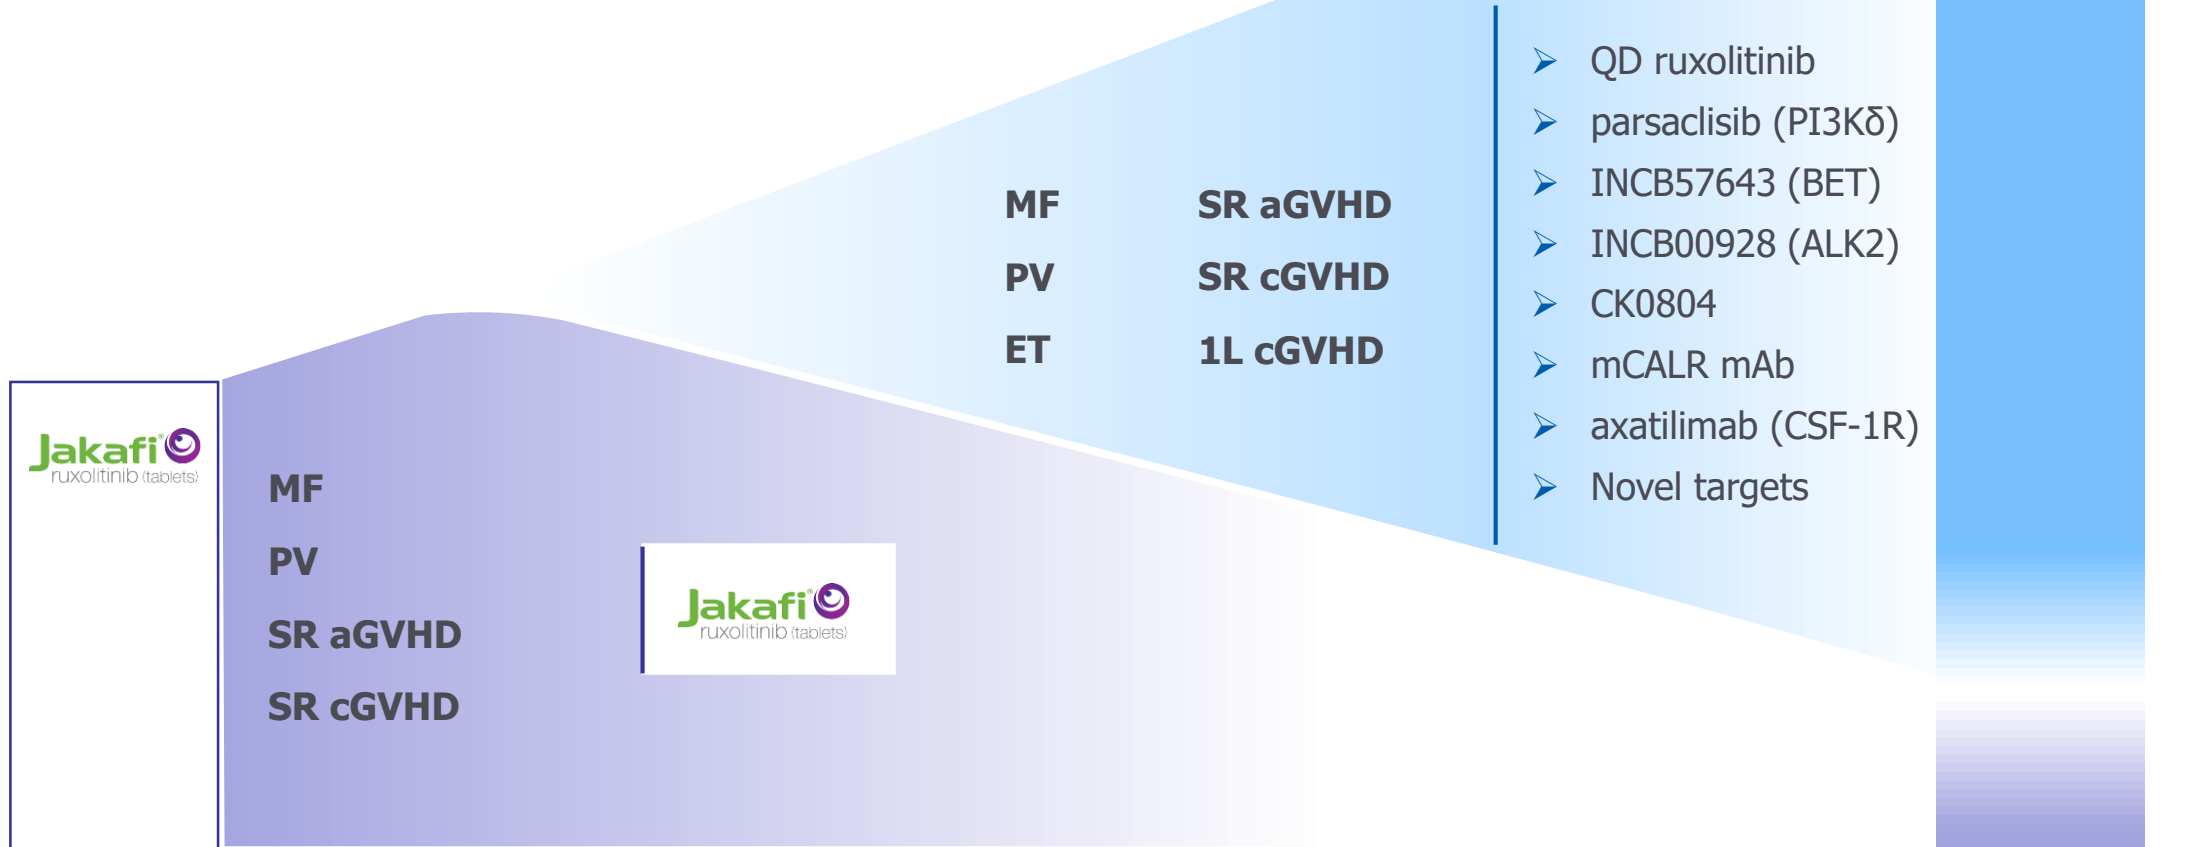 Jakafi®
ruxolitinib (tablets)
MF
PV
SR aGVHD
SR cGVHD
Jakafi®
ruxolitinib (tablets)
MF
PV
ET
SR aGVHD
SR cGVHD
1L cGVHD
➢ QD ruxolitinib
➢ parsaclisib (PI3Kδ)
➢ INCB57643 (BET)
➢ INCB00928 (ALK2)
➢ CK0804
➢ mCALR mAb
➢ axatilimab (CSF-1R)
➢ Novel targets